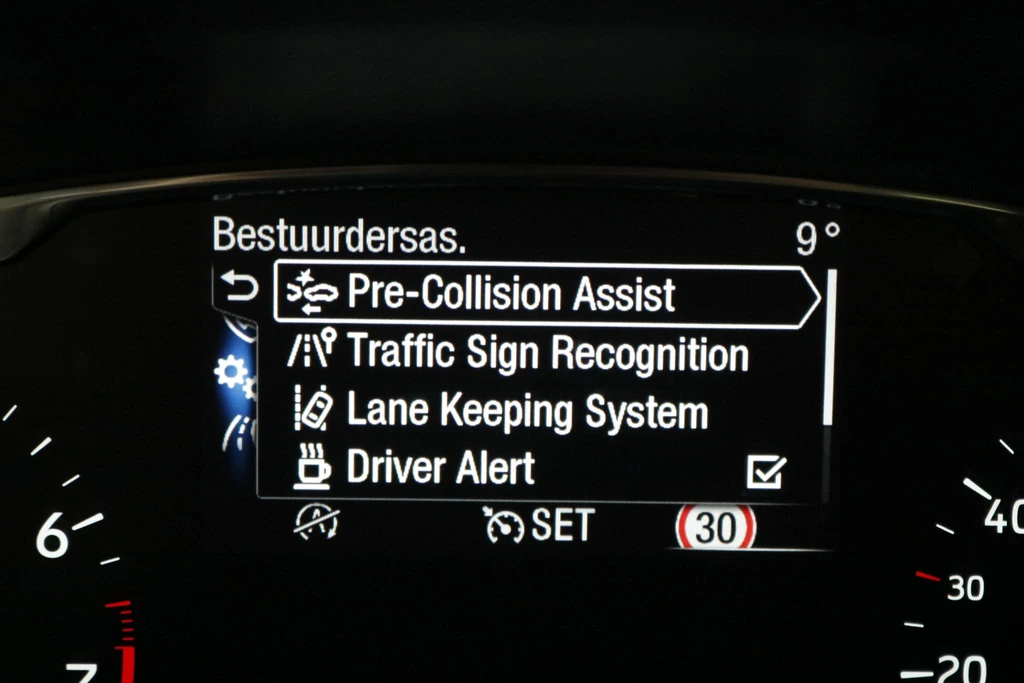 Bestuurdersas. 9°
Pre-Collision Assist
Traffic Sign Recognition
Lane Keeping System
Driver Alert
A SET 30
6
7
40
30
20